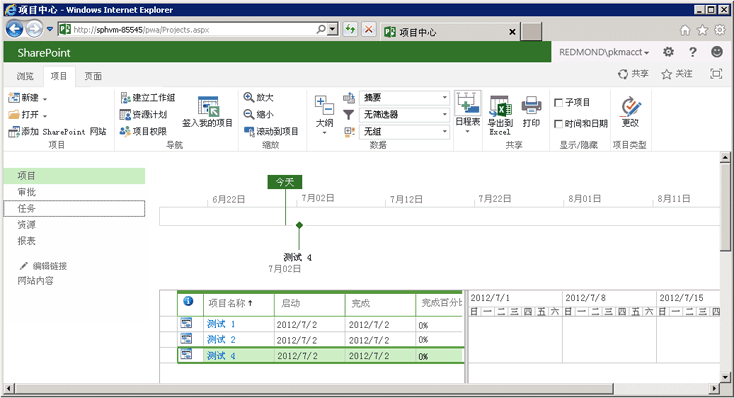 项目中心 - Windows Internet Explorer
http://sphvm-85545/pwa/Projects.aspx
项目中心
SharePoint
REDMOND\pkmacct
浏览 项目 页面
共享 关注
新建
打开
添加 SharePoint 网站
项目
建立工作组
资源计划
项目权限
签入我的项目
导航
放大
缩小
滚动到项目
缩放
大纲
摘要
无筛选器
无组
数据
日程表
导出到 Excel
打印
共享
子项目
时间和日期
显示/隐藏
更改
项目类型
项目
审批
任务
资源
报表
编辑链接
网站内容
今天
6月22日 7月02日 7月12日 7月22日 8月01日 8月11日
测试 4
7月02日
项目名称 启动 完成 完成百分比 2012/7/1 2012/7/8 2012/7/15
日 一 二 三 四 五 六 日 一 二 三 四 五 六 日 一 二 三 四
测试 1 2012/7/2 2012/7/2 0%
测试 2 2012/7/2 2012/7/2 0%
测试 4 2012/7/2 2012/7/2 0%